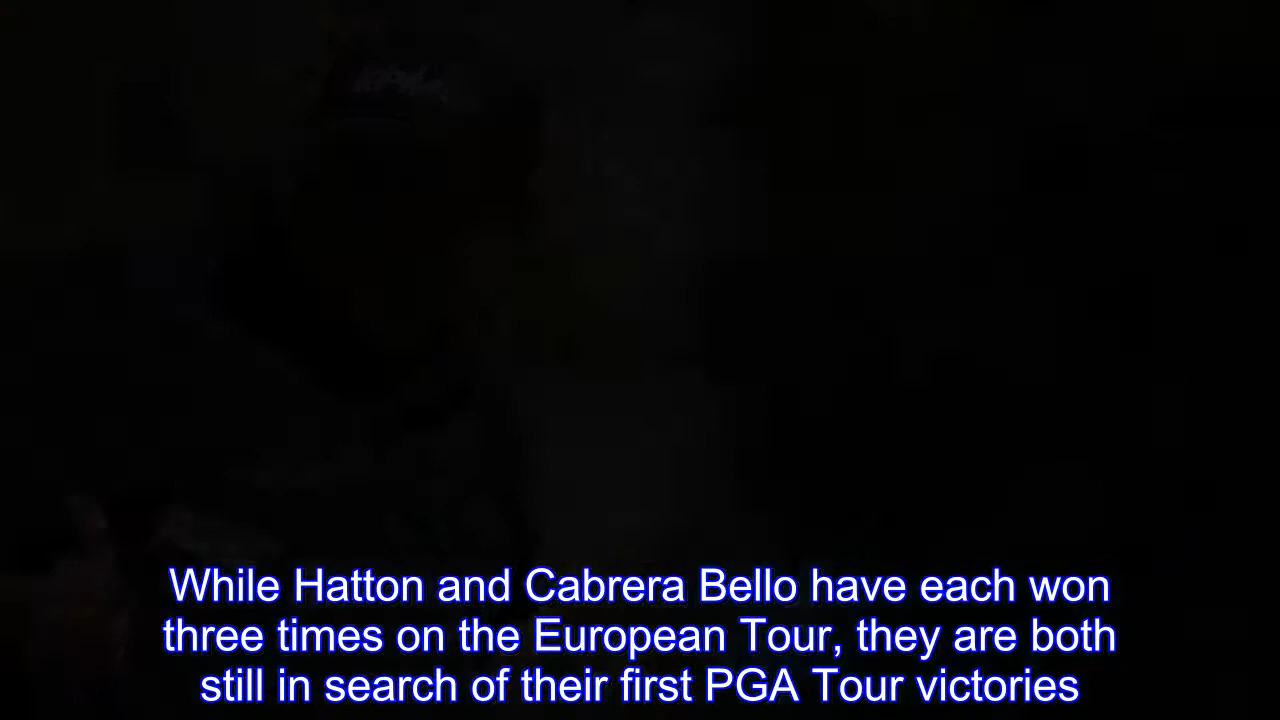 While Hatton and Cabrera Bello have each won
three times on the European Tour, they are both
still in search of their first PGA Tour victories